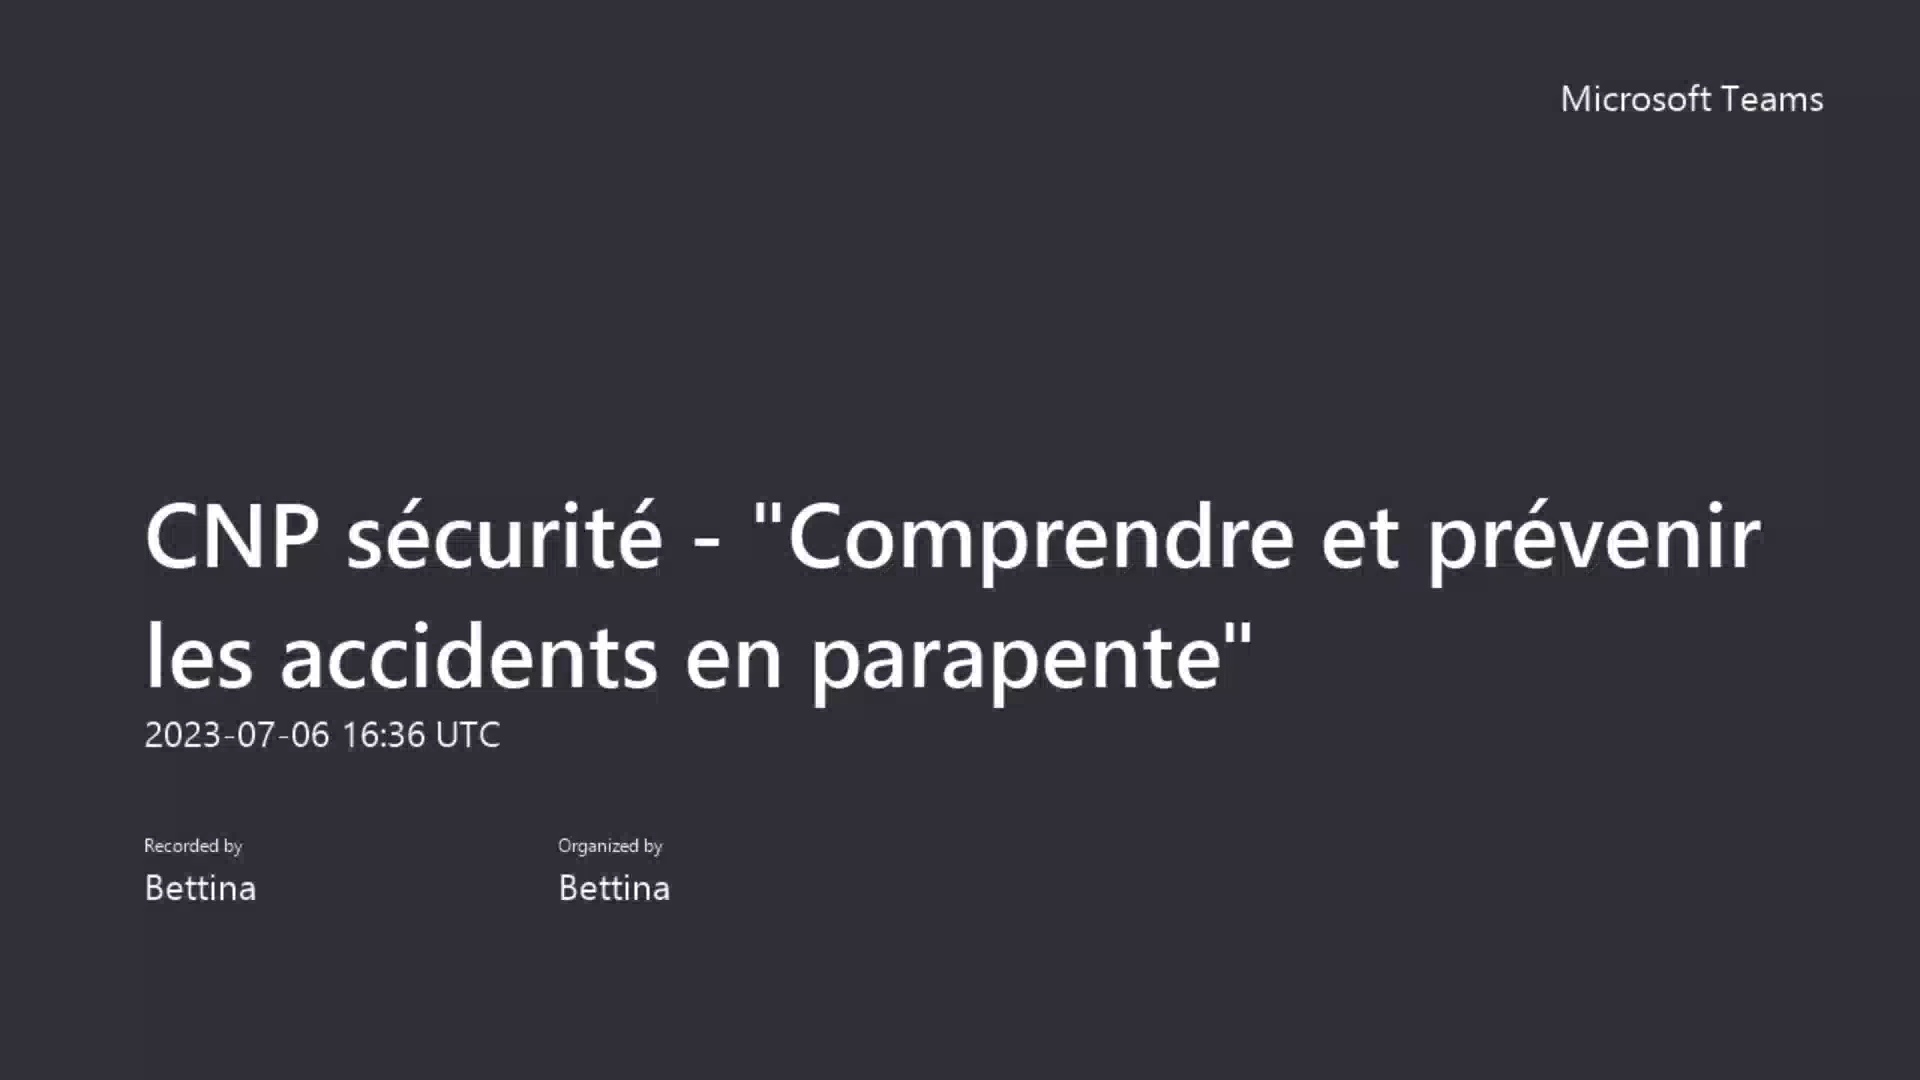 Microsoft Teams
CNP sécurité - "Comprendre et prévenir
les accidents en parapente"
2023-07-06 16:36 UTC
Recorded by
Organized by
Bettina
Bettina